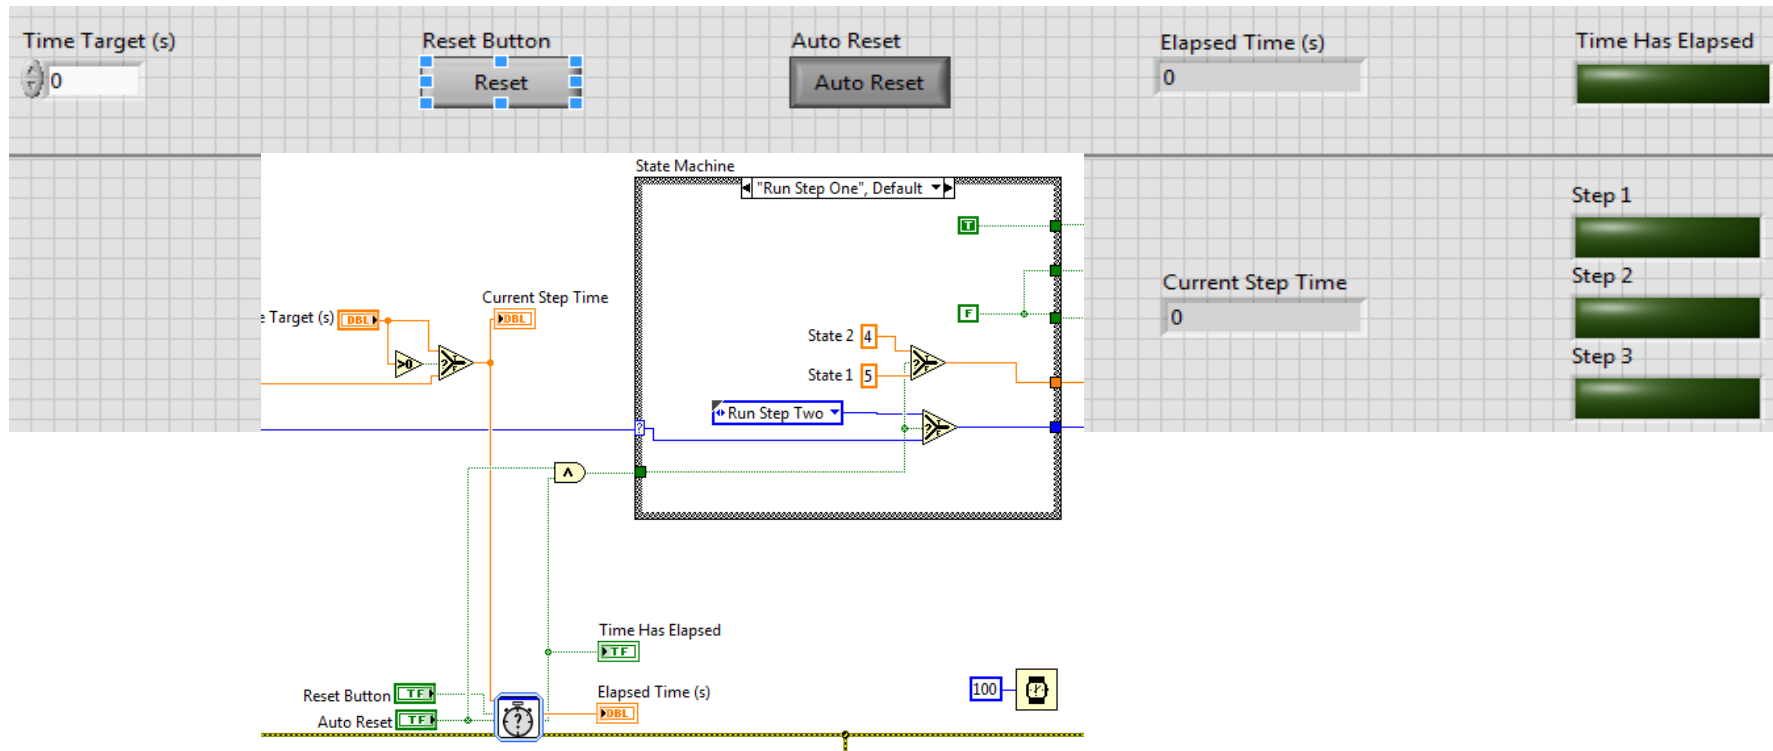 Time Target (s)
0
Reset Button
Reset
Auto Reset
Auto Reset
Elapsed Time (s)
0
Time Has Elapsed
State Machine
"Run Step One", Default
T
F
Current Step Time
DBL
e Target (s) DBL
>0
? T F
State 2 4
State 1 5
? T F
Run Step Two
? T F
?
Λ
Time Has Elapsed
TF
Reset Button TF
Auto Reset TF
?
Elapsed Time (s)
DBL
100
Step 1
Step 2
Step 3
Current Step Time
0